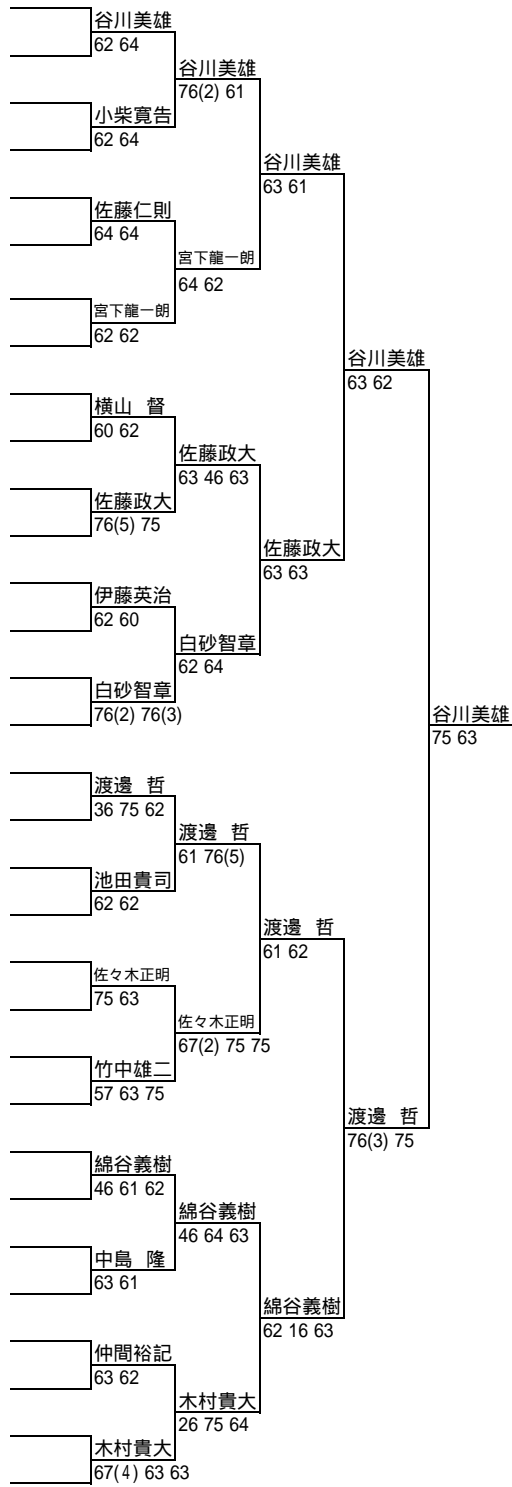 谷川美雄
62 64
谷川美雄
76(2) 61
小柴寛告
62 64
谷川美雄
63 61
佐藤仁則
64 64
宮下龍一朗
64 62
宮下龍一朗
62 62
谷川美雄
63 62
横山 督
60 62
佐藤政大
63 46 63
佐藤政大
76(5) 75
佐藤政大
63 63
伊藤英治
62 60
白砂智章
62 64
白砂智章
76(2) 76(3)
谷川美雄
75 63
渡邊 哲
36 75 62
渡邊 哲
61 76(5)
池田貴司
62 62
渡邊 哲
61 62
佐々木正明
75 63
佐々木正明
67(2) 75 75
竹中雄二
57 63 75
渡邊 哲
76(3) 75
綿谷義樹
46 61 62
綿谷義樹
46 64 63
中島 隆
63 61
綿谷義樹
62 16 63
仲間裕記
63 62
木村貴大
26 75 64
木村貴大
67(4) 63 63